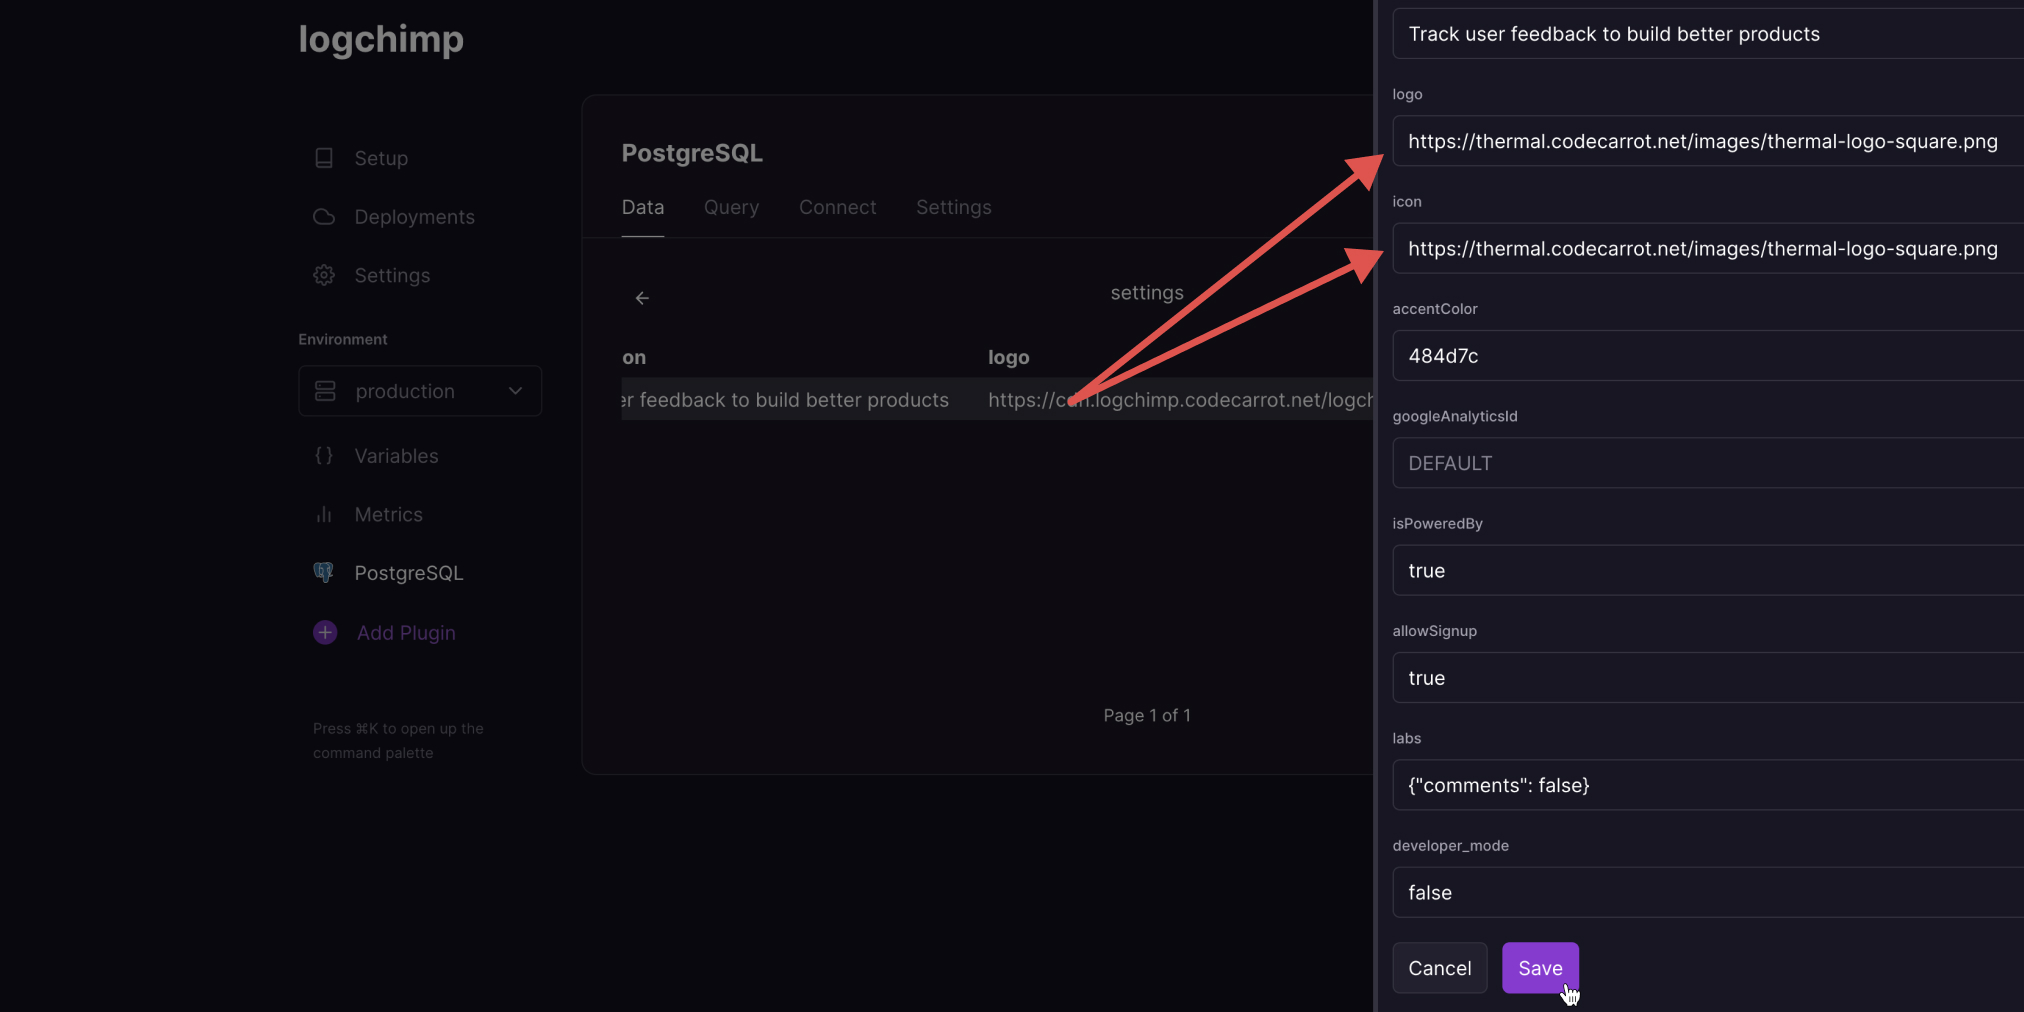 logchimp
Setup
Deployments
Settings
Environment
production
Variables
Metrics
PostgreSQL
Add Plugin
Press ⌘K to open up the
command palette
PostgreSQL
Data Query Connect Settings
settings
on logo
er feedback to build better products https://cdn.logchimp.codecarrot.net/logch
Page 1 of 1
Track user feedback to build better products
logo
https://thermal.codecarrot.net/images/thermal-logo-square.png
icon
https://thermal.codecarrot.net/images/thermal-logo-square.png
accentColor
484d7c
googleAnalyticsId
DEFAULT
isPoweredBy
true
allowSignup
true
labs
{"comments": false}
developer_mode
false
Cancel Save